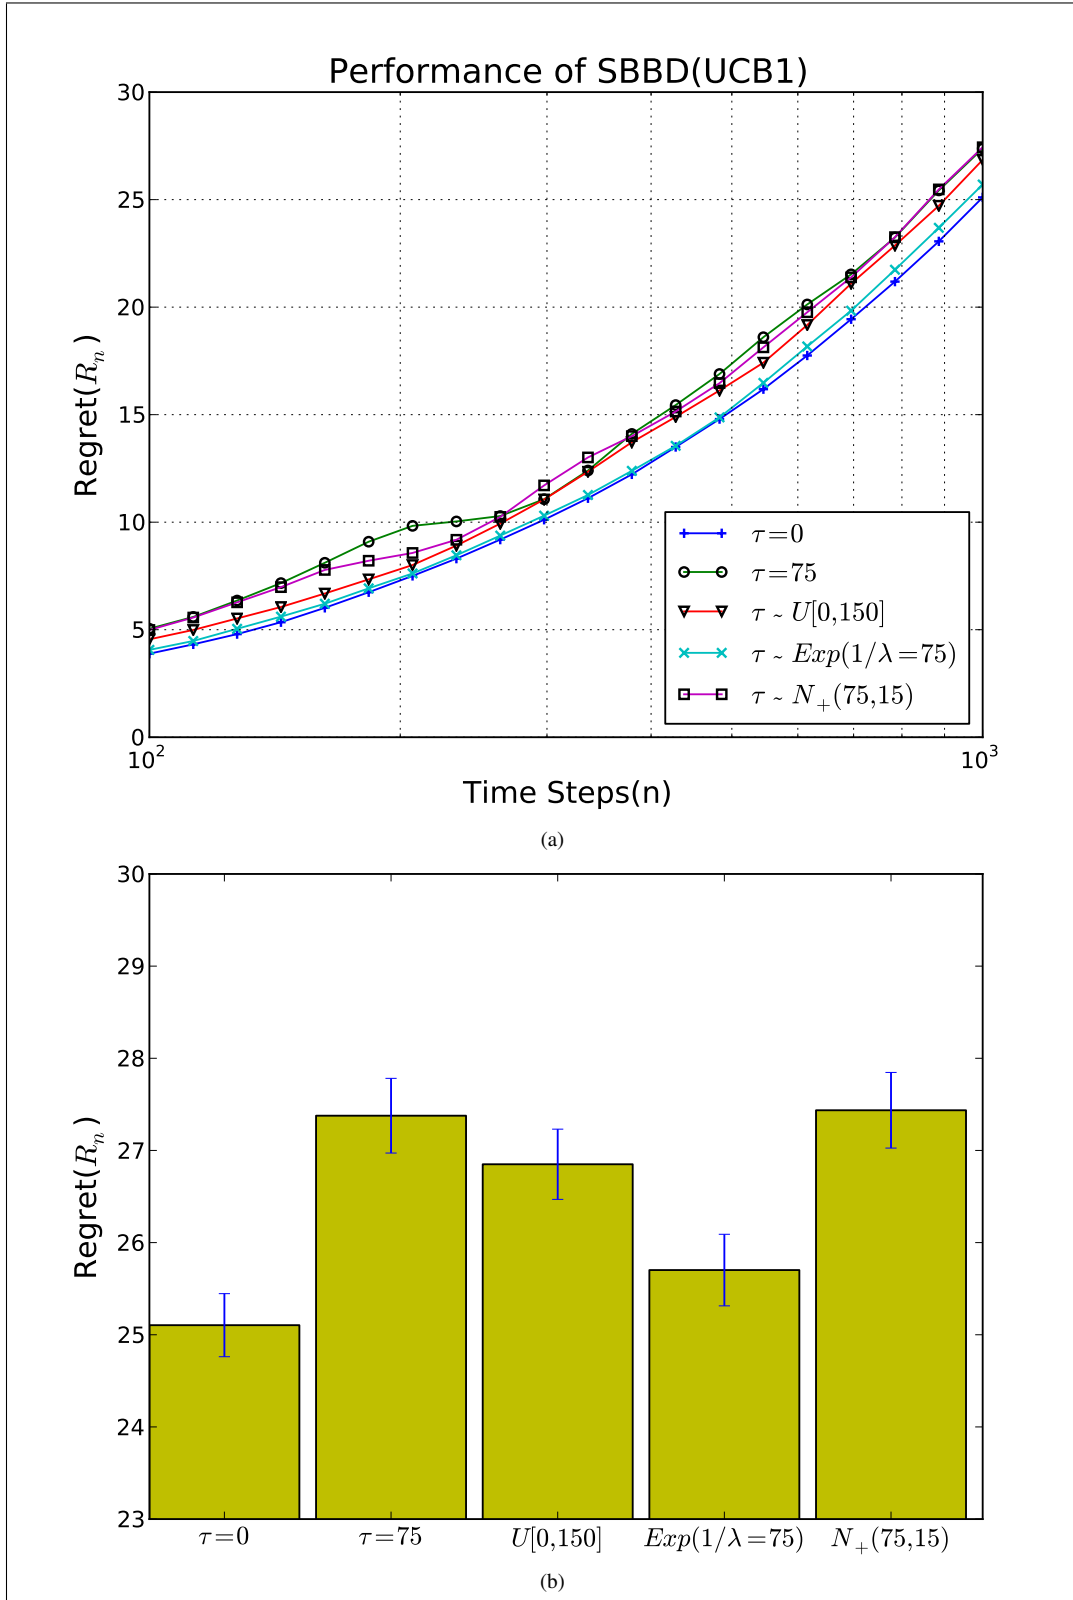 Performance of SBBD(UCB1)
30
25
20
15
10
5
0
Regret(R_n)
τ=0
τ=75
τ ~ U[0,150]
τ ~ Exp(1/λ=75)
τ ~ N_+(75,15)
10^2
10^3
Time Steps(n)
(a)
30
29
28
27
26
25
24
23
Regret(R_n)
τ=0 τ=75 U[0,150] Exp(1/λ=75) N_+(75,15)
(b)